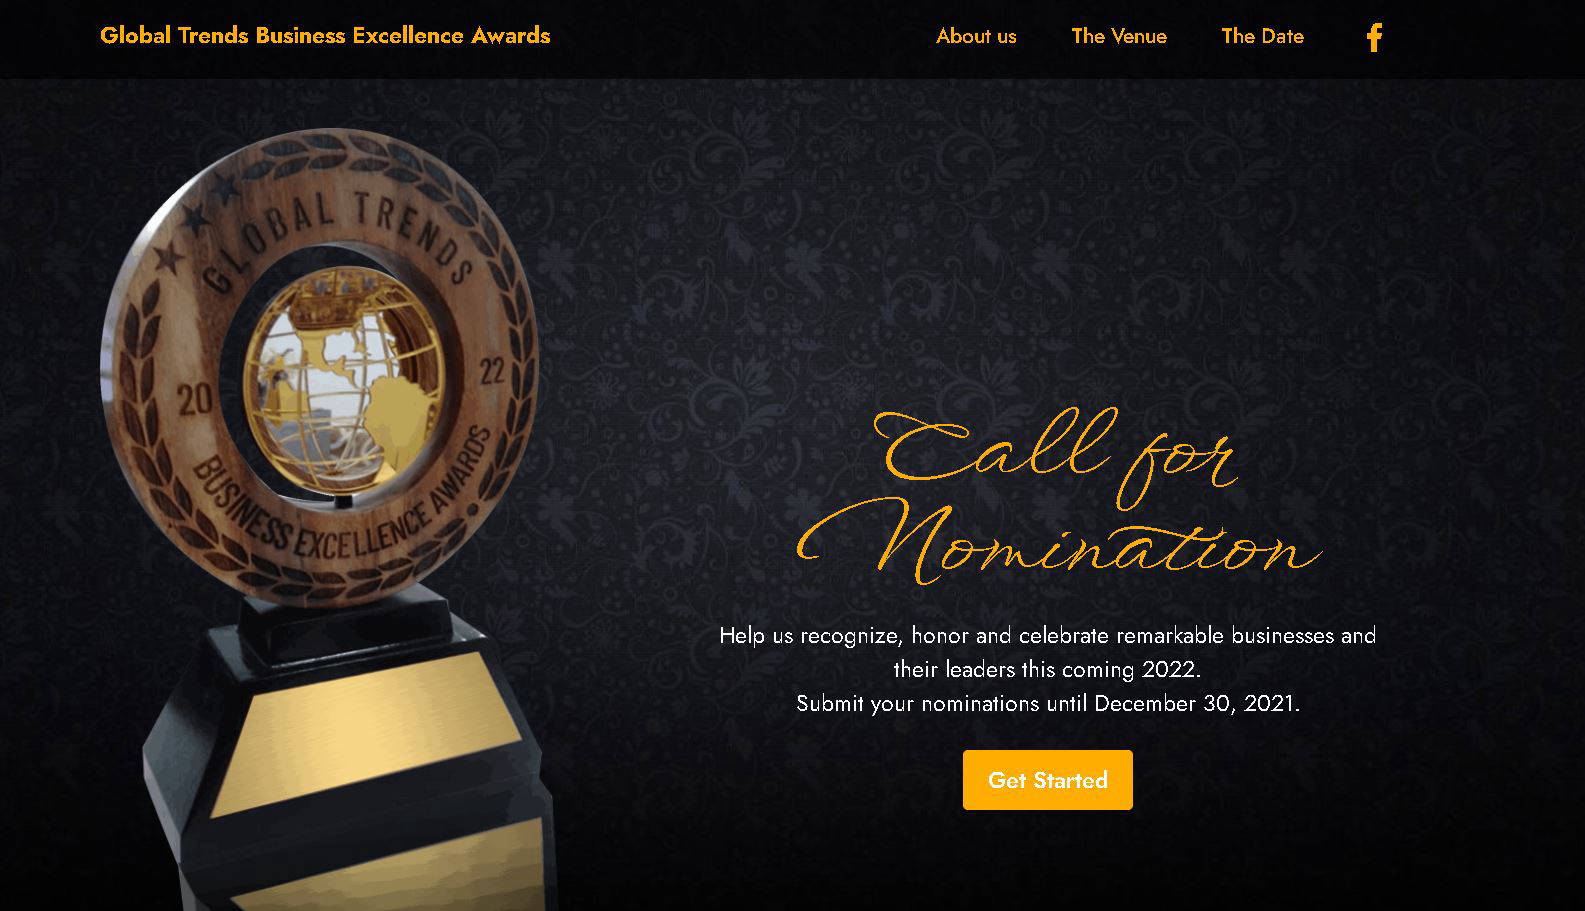 Global Trends Business Excellence Awards
About us
The Venue
The Date
GLOBAL TRENDS
20 22
BUSINESS EXCELLENCE AWARDS
Call for
Nomination
Help us recognize, honor and celebrate remarkable businesses and
their leaders this coming 2022.
Submit your nominations until December 30, 2021.
Get Started